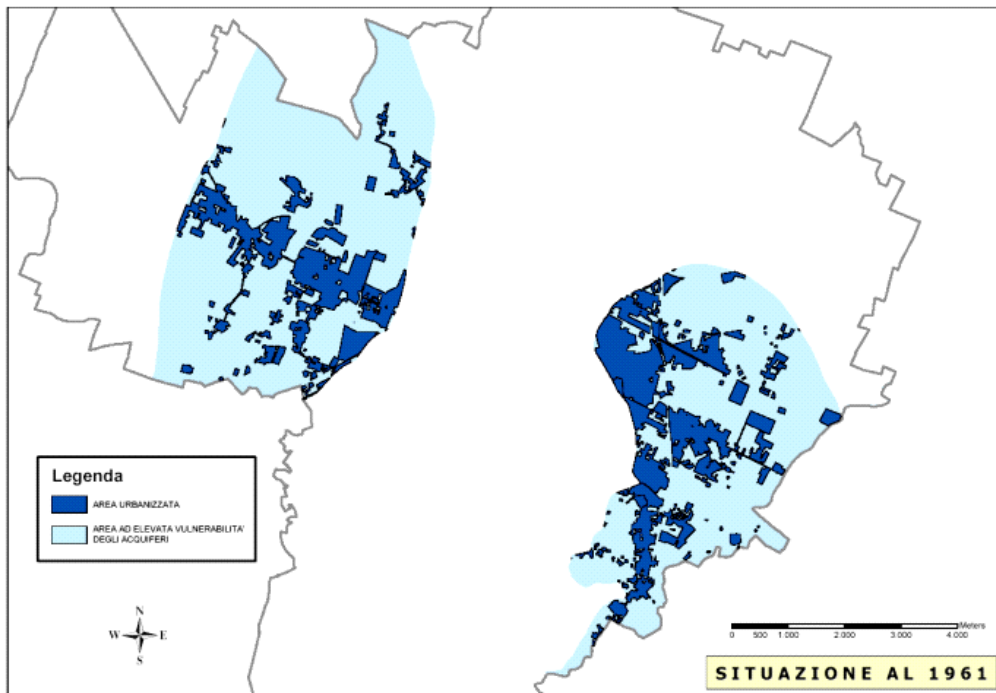 Legenda
AREA URBANIZZATA
AREA AD ELEVATA VULNERABILITA'
DEGLI ACQUIFERI
N
W E
S
Meters
0 500 1 000 2 000 3 000 4 000
SITUAZIONE AL 1961